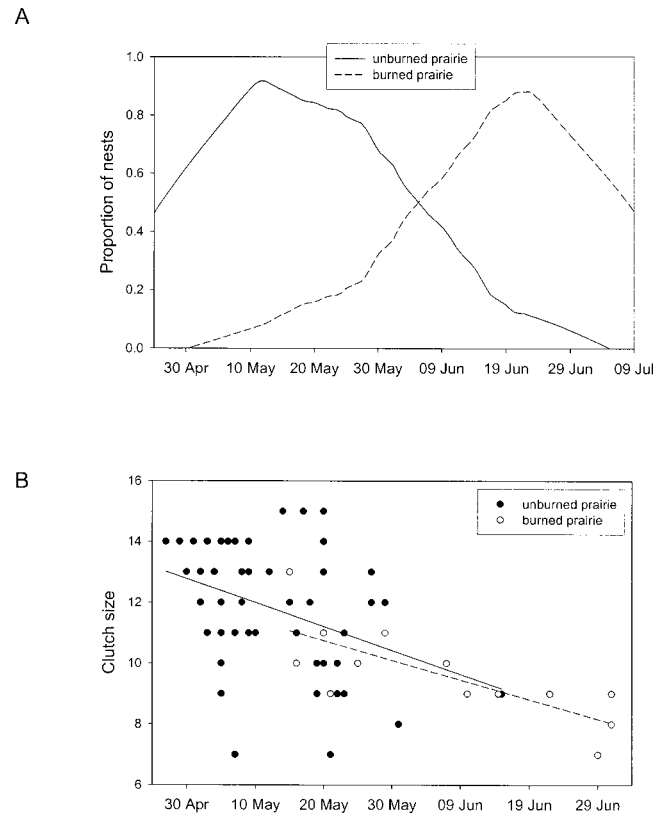 A
unburned prairie
burned prairie
1.0
0.8
0.6
0.4
0.2
0.0
Proportion of nests
30 Apr 10 May 20 May 30 May 09 Jun 19 Jun 29 Jun 09 Jul
B
unburned prairie
burned prairie
16
14
12
10
8
6
Clutch size
30 Apr 10 May 20 May 30 May 09 Jun 19 Jun 29 Jun